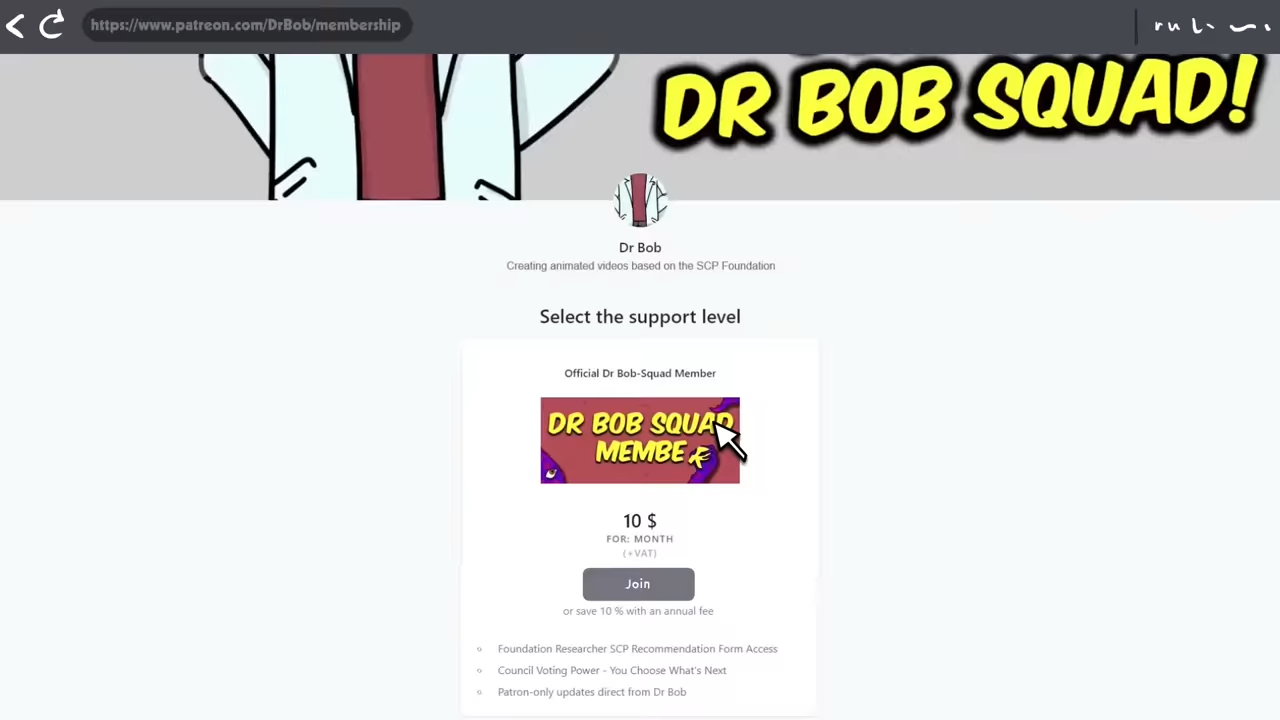 https://www.patreon.com/DrBob/membership
DR BOB SQUAD!
Dr Bob
Creating animated videos based on the SCP Foundation
Select the support level
Official Dr Bob-Squad Member
DR BOB SQUAD
MEMBER
10 $
FOR: MONTH
(+VAT)
Join
or save 10 % with an annual fee
Foundation Researcher SCP Recommendation Form Access
Council Voting Power - You Choose What's Next
Patron-only updates direct from Dr Bob